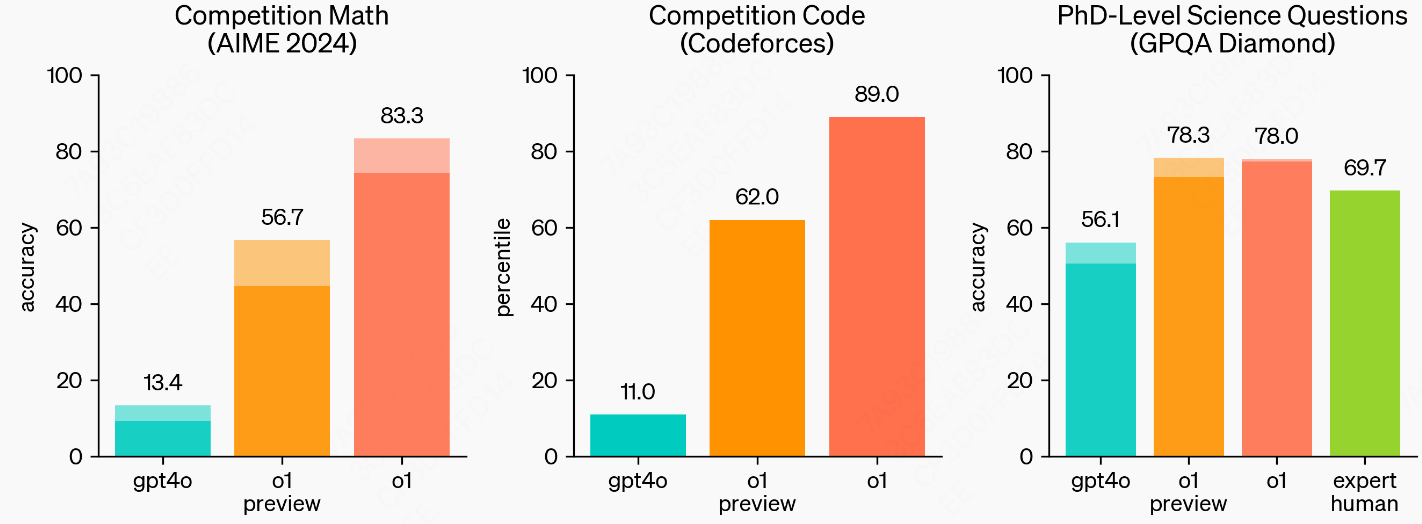 Competition Math
(AIME 2024)
accuracy
100
80
60
40
20
0
13.4
56.7
83.3
gpt4o
o1
preview
o1
Competition Code
(Codeforces)
percentile
100
80
60
40
20
0
11.0
62.0
89.0
gpt4o
o1
preview
o1
PhD-Level Science Questions
(GPQA Diamond)
accuracy
100
80
60
40
20
0
56.1
78.3
78.0
69.7
gpt4o
o1
preview
o1
expert
human